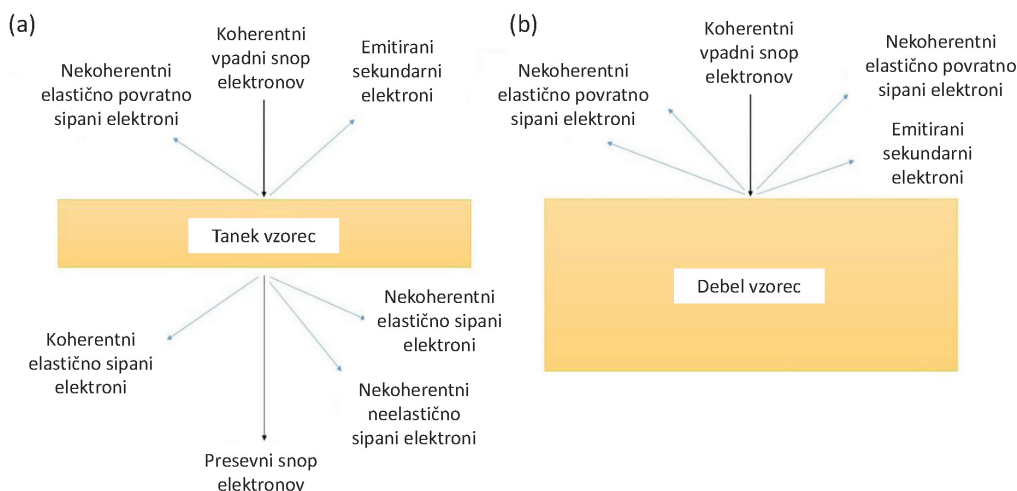 (a)
Koherentni
vpadni snop
elektronov
Emitirani
sekundarni
elektroni
Nekoherentni
elastično povratno
sipani elektroni
Tanek vzorec
Koherentni
elastično sipani
elektroni
Nekoherentni
elastično sipani
elektroni
Nekoherentni
neelastično
sipani elektroni
Presevni snop
elektronov
(b)
Koherentni
vpadni snop
elektronov
Nekoherentni
elastično povratno
sipani elektroni
Nekoherentni
elastično povratno
sipani elektroni
Emitirani
sekundarni
elektroni
Debel vzorec